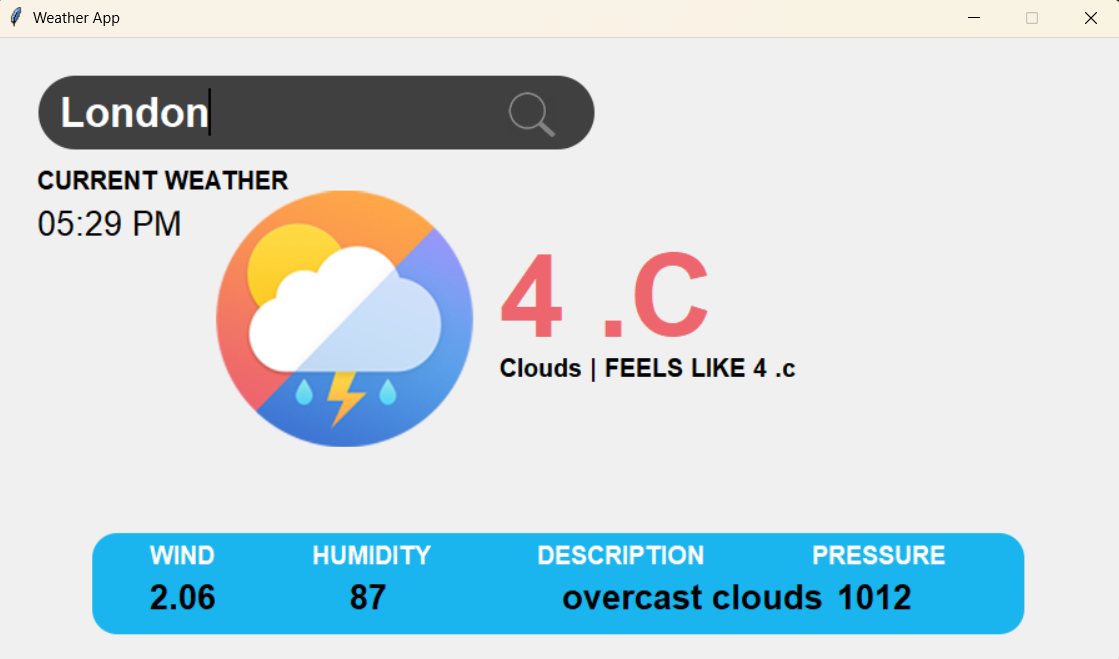 Weather App
London
CURRENT WEATHER
05:29 PM
4 .C
Clouds | FEELS LIKE 4 .c
WIND HUMIDITY DESCRIPTION PRESSURE
2.06 87 overcast clouds 1012